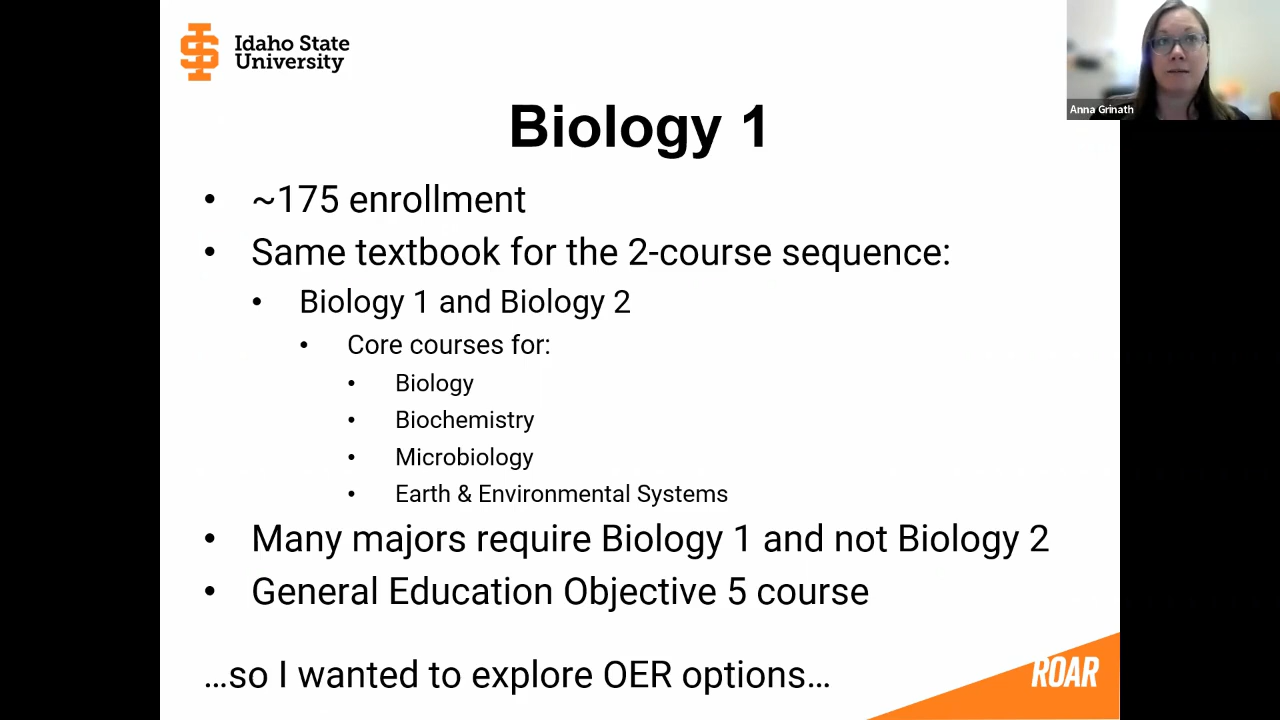 Idaho State
University
Anna Grinath
Biology 1
• ~175 enrollment
• Same textbook for the 2-course sequence:
• Biology 1 and Biology 2
• Core courses for:
• Biology
• Biochemistry
• Microbiology
• Earth & Environmental Systems
• Many majors require Biology 1 and not Biology 2
• General Education Objective 5 course
...so I wanted to explore OER options...
ROAR